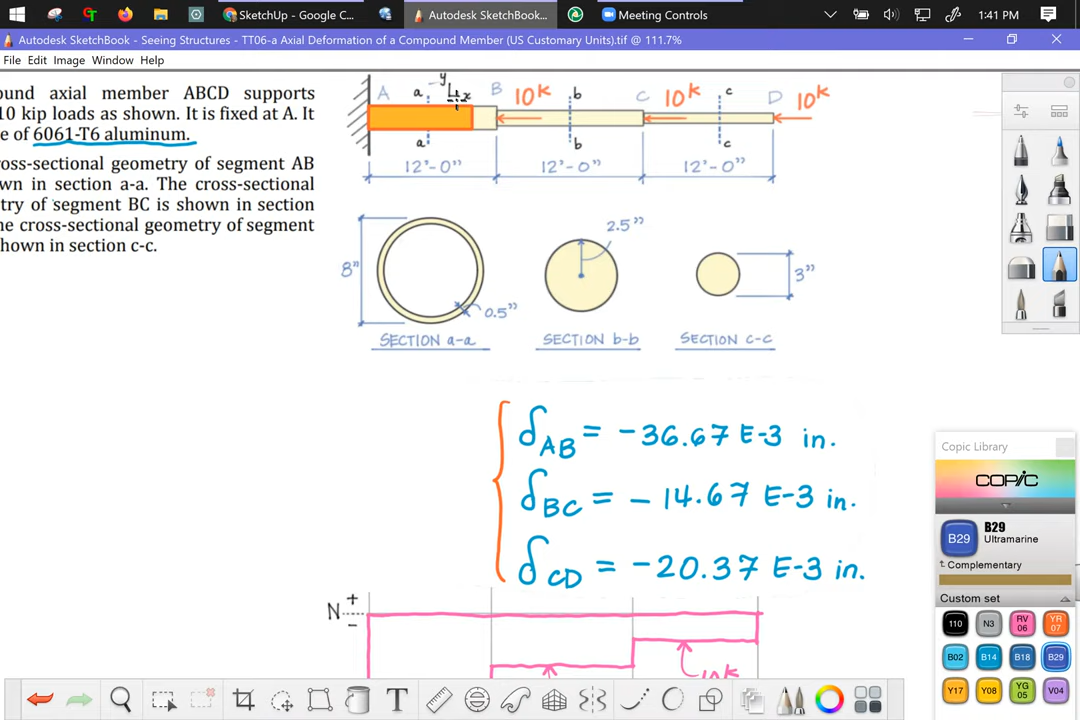 SketchUp - Google C...
Autodesk SketchBook...
Meeting Controls
1:41 PM
Autodesk SketchBook - Seeing Structures - TT06-a Axial Deformation of a Compound Member (US Customary Units).tif @ 111.7%
File Edit Image Window Help
und axial member ABCD supports
10 kip loads as shown. It is fixed at A. It
e of 6061-T6 aluminum.
ross-sectional geometry of segment AB
wn in section a-a. The cross-sectional
try of segment BC is shown in section
he cross-sectional geometry of segment
hown in section c-c.
A a y x B 10K b C 10K c D 10K
a b c
12'-0" 12'-0" 12'-0"
2.5"
8" 3"
0.5"
SECTION a-a SECTION b-b SECTION c-c
δAB = -36.67 E-3 in.
δBC = -14.67 E-3 in.
δCD = -20.37 E-3 in.
N + -
Copic Library
COPIC
B29 B29
Ultramarine
Complementary
Custom set
110 N3 RV 06 YR 07
B02 B14 B18 B29
Y17 Y08 YG 05 V04
T